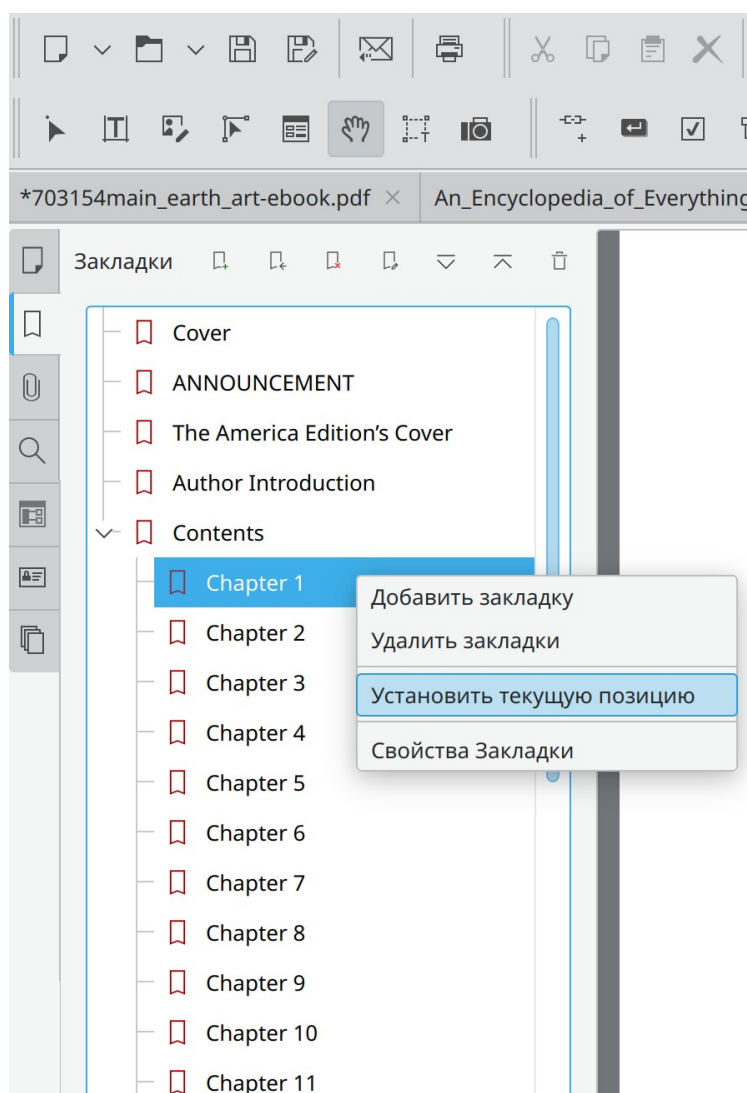 *703154main_earth_art-ebook.pdf
An_Encyclopedia_of_Everything
Закладки
Cover
ANNOUNCEMENT
The America Edition’s Cover
Author Introduction
Contents
Chapter 1
Chapter 2
Chapter 3
Chapter 4
Chapter 5
Chapter 6
Chapter 7
Chapter 8
Chapter 9
Chapter 10
Chapter 11
Добавить закладку
Удалить закладки
Установить текущую позицию
Свойства Закладки